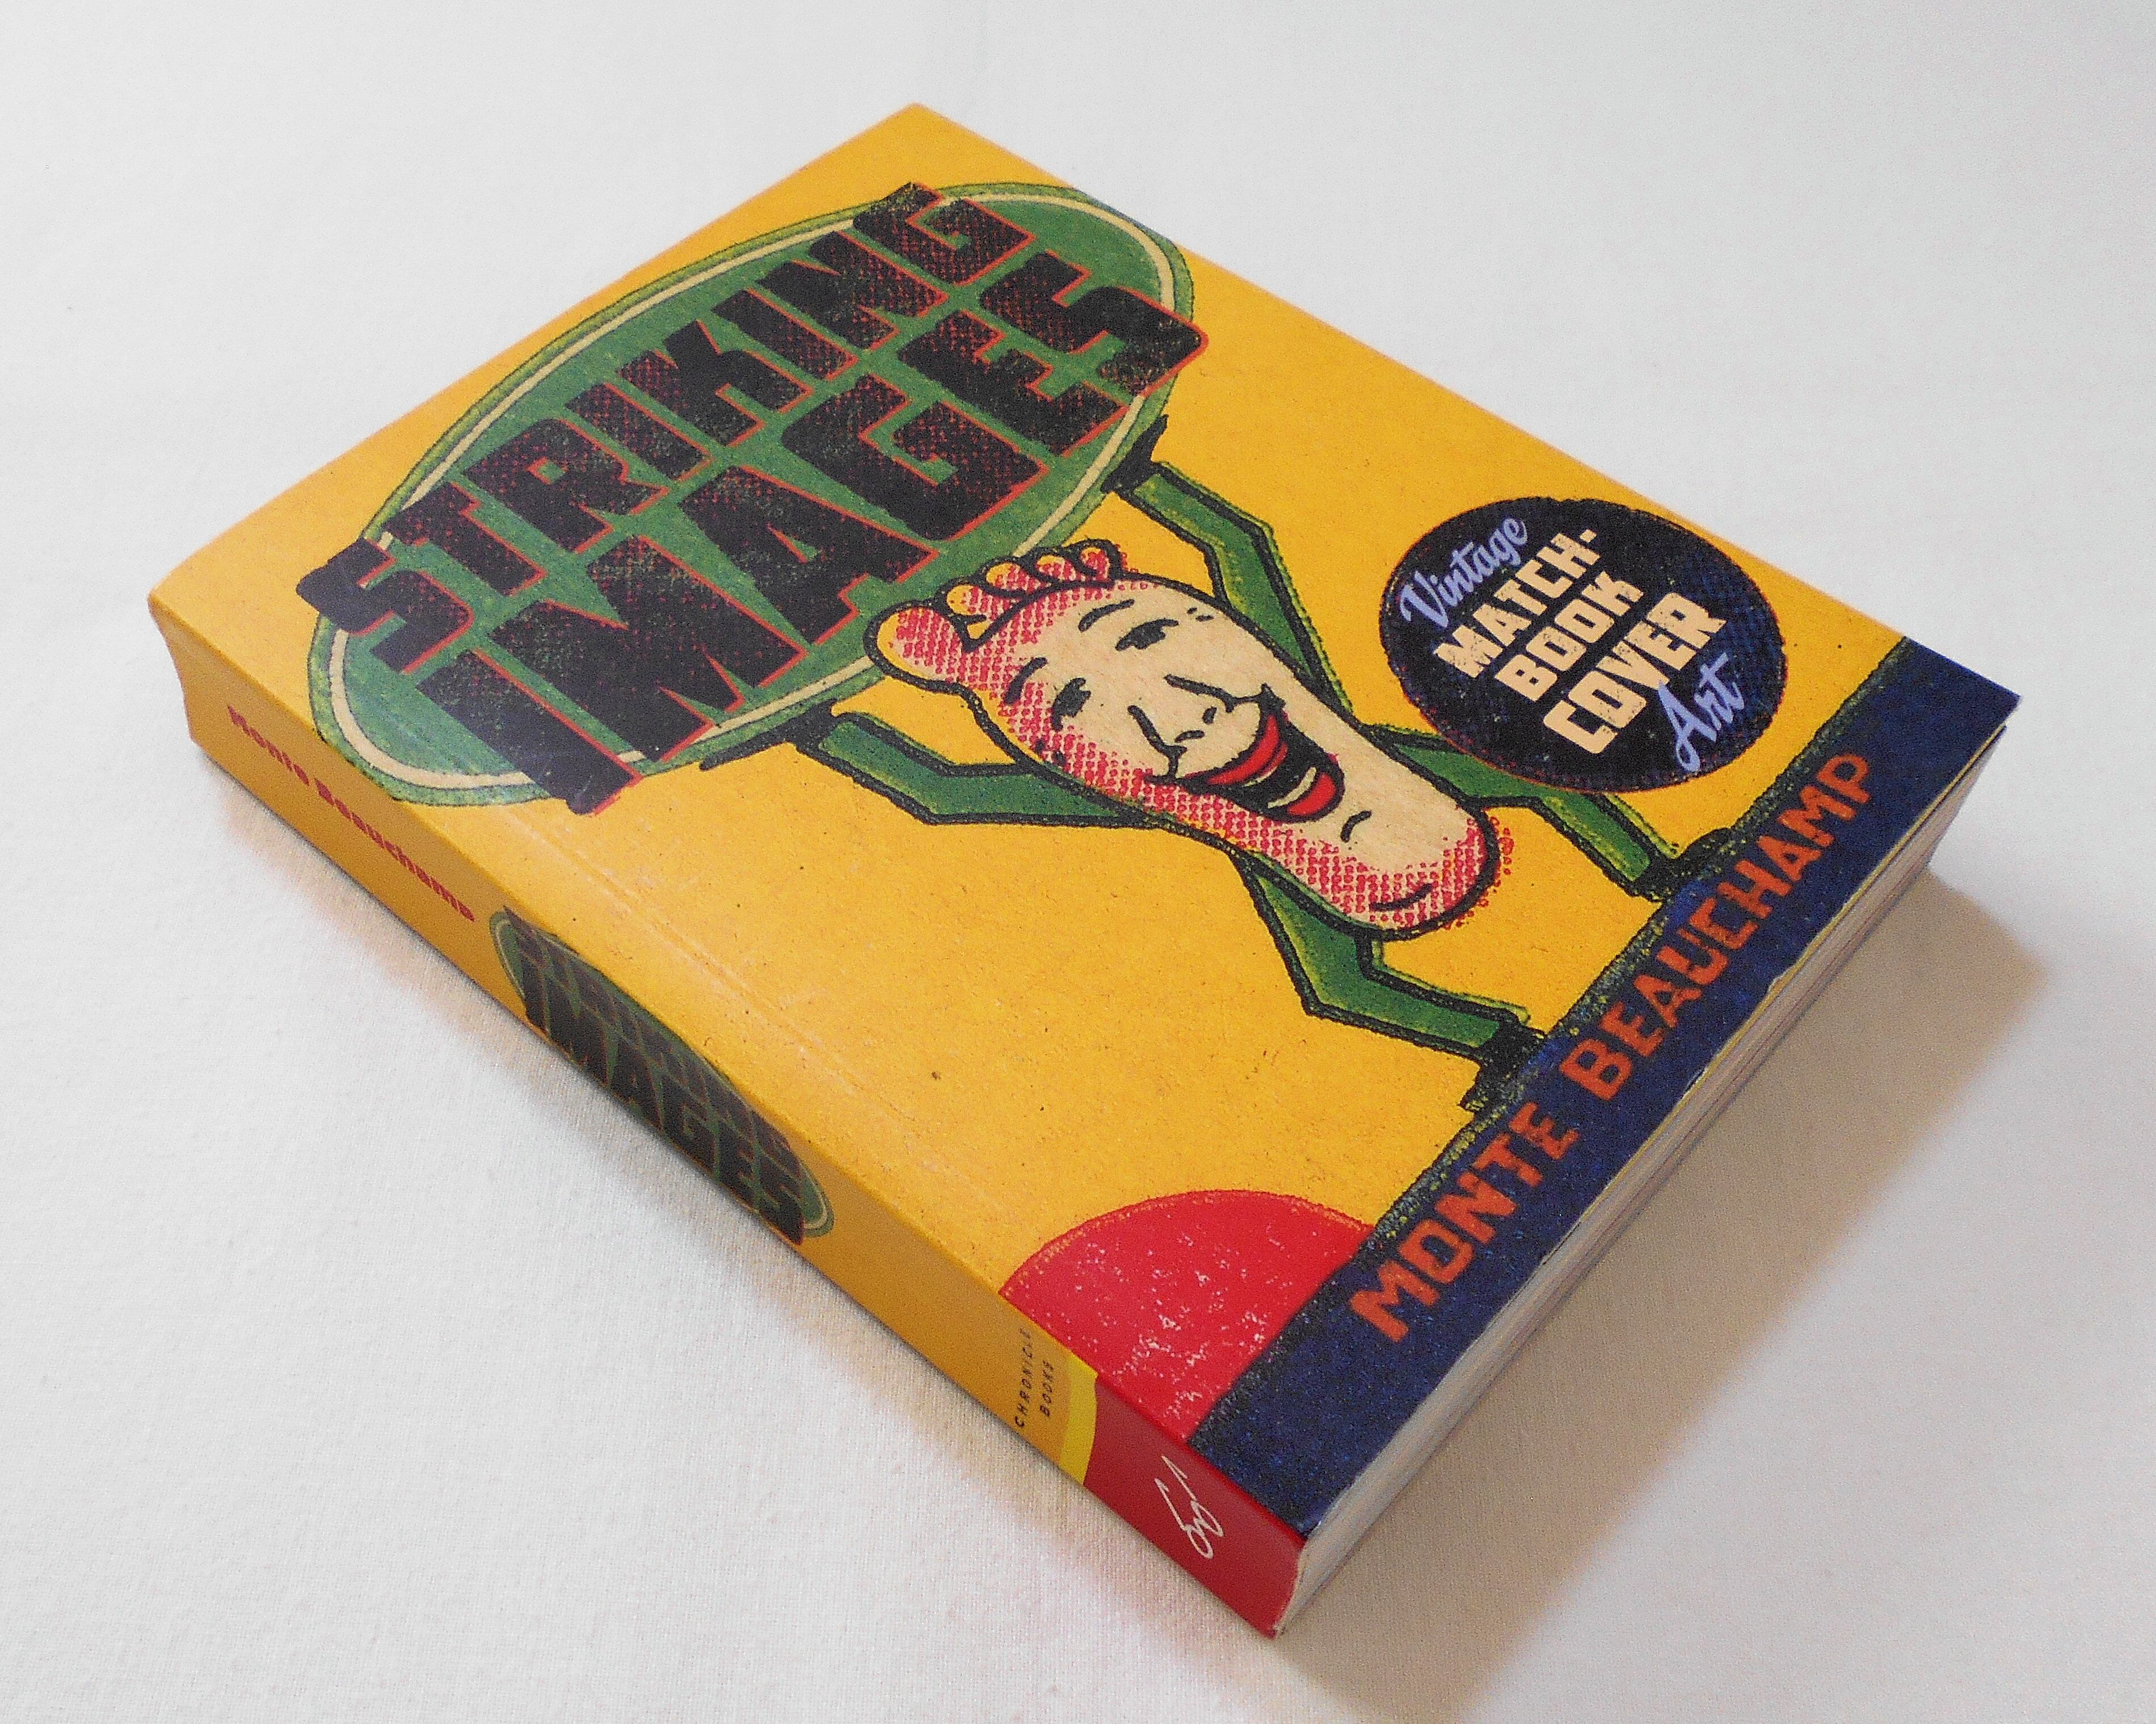 STRIKING
IMAGES
Vintage
MATCH-
BOOK
COVER
Art
MONTE BEAUCHAMP
Monte Beauchamp
STRIKING
IMAGES
CHRONICLE
BOOKS